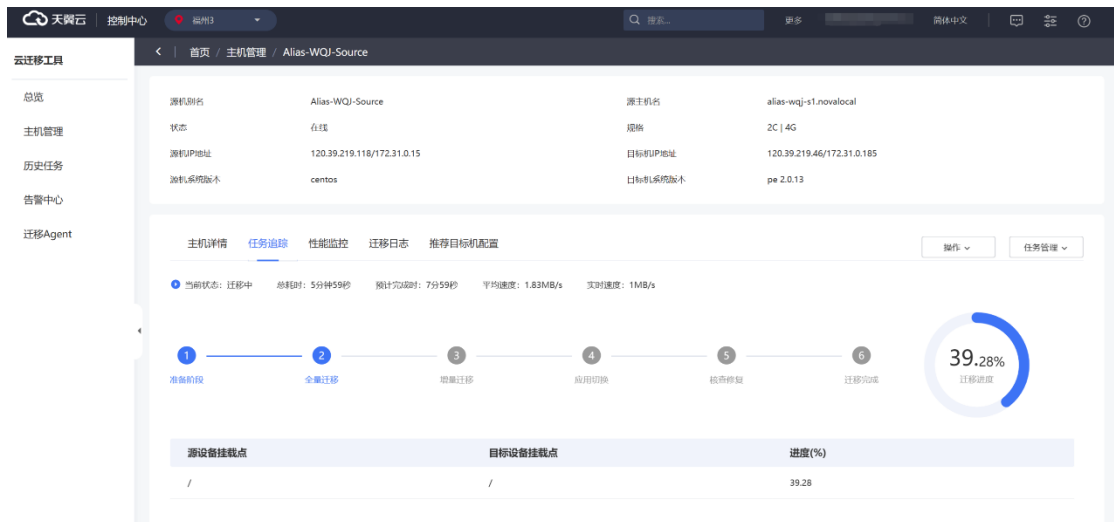 天翼云 控制中心 福州3 搜索... 更多 简体中文
云迁移工具
首页 / 主机管理 / Alias-WQJ-Source
总览
主机管理
历史任务
告警中心
迁移Agent
源机别名 Alias-WQJ-Source 源主机名 alias-wqj-s1.novalocal
状态 在线 规格 2C | 4G
源机IP地址 120.39.219.118/172.31.0.15 目标机IP地址 120.39.219.46/172.31.0.185
源机系统版本 centos 目标机系统版本 pe 2.0.13
主机详情 任务追踪 性能监控 迁移日志 推荐目标机配置 操作 任务管理
当前状态：迁移中 总耗时：5分钟59秒 预计完成时：7分59秒 平均速度：1.83MB/s 实时速度：1MB/s
1 2 3 4 5 6
准备阶段 全量迁移 增量迁移 应用切换 核查修复 迁移完成
39.28%
迁移进度
源设备挂载点 目标设备挂载点 进度(%)
/ / 39.28